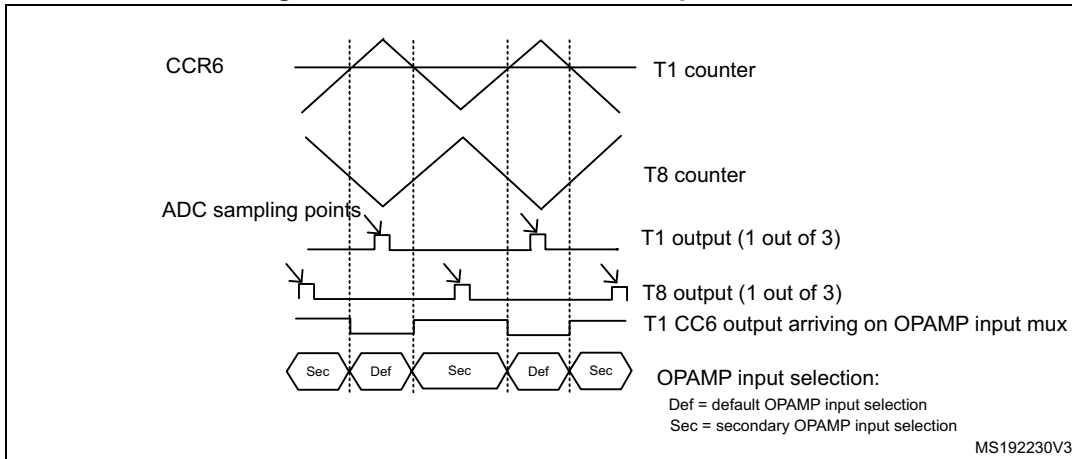 CCR6
T1 counter
T8 counter
ADC sampling points
T1 output (1 out of 3)
T8 output (1 out of 3)
T1 CC6 output arriving on OPAMP input mux
Sec Def Sec Def Sec
OPAMP input selection:
Def = default OPAMP input selection
Sec = secondary OPAMP input selection
MS192230V3